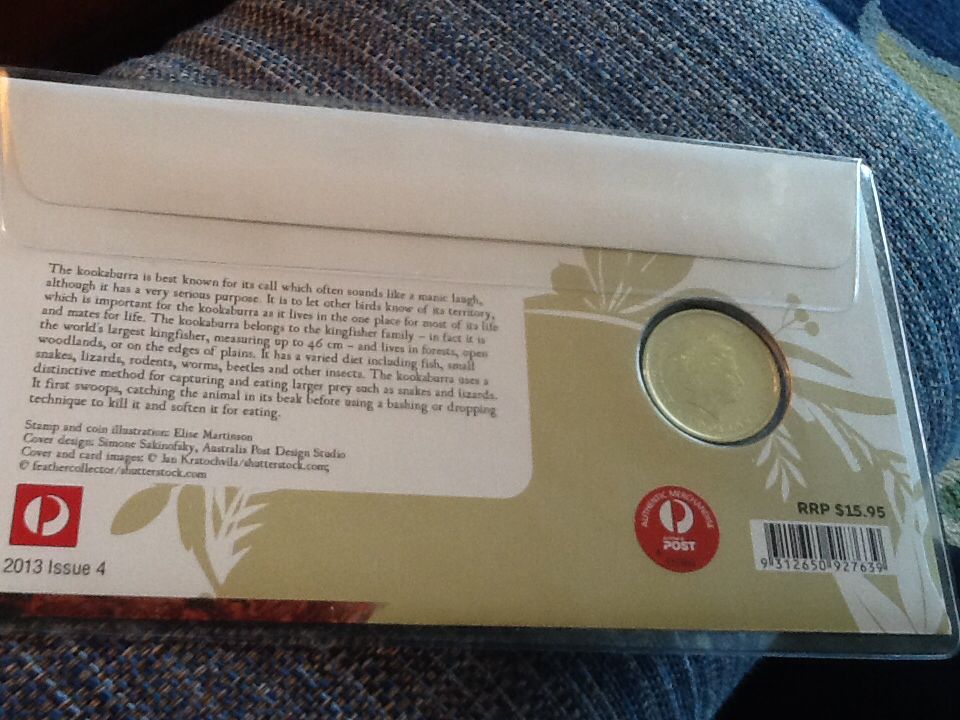 The kookaburra is best known for its call which often sounds like a manic laugh,
although it has a very serious purpose. It is to let other birds know of its territory,
which is important for the kookaburra as it lives in the one place for most of its life
and mates for life. The kookaburra belongs to the kingfisher family – in fact it is
the world's largest kingfisher, measuring up to 46 cm – and lives in forests, open
woodlands, or on the edges of plains. It has a varied diet including fish, small
snakes, lizards, rodents, worms, beetles and other insects. The kookaburra uses a
distinctive method for capturing and eating larger prey such as snakes and lizards.
It first swoops, catching the animal in its beak before using a bashing or dropping
technique to kill it and soften it for eating.
Stamp and coin illustration: Elise Martinson
Cover design: Simone Sakinofsky, Australia Post Design Studio
Cover and card images: © Jan Kratochvila/shutterstock.com;
© feathercollector/shutterstock.com
2013 Issue 4
AUTHENTIC MERCHANDISE
POST
RRP $15.95
9 312650 927639